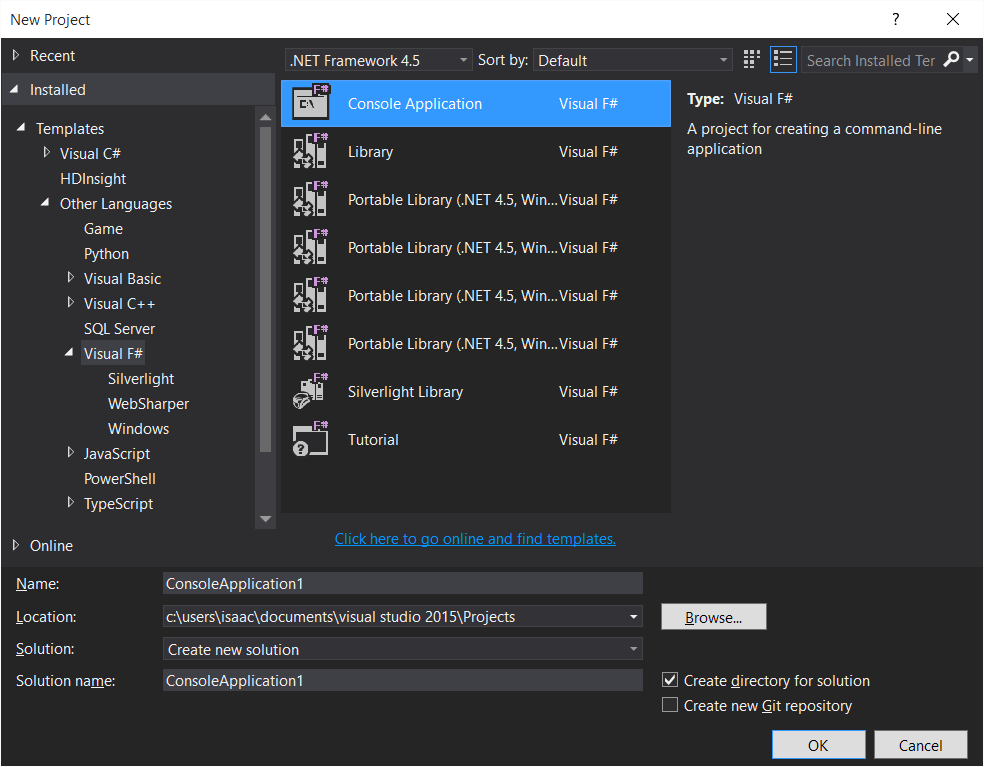 New Project
?
Recent
.NET Framework 4.5
Sort by:
Default
Search Installed Ter
Installed
Templates
Visual C#
HDInsight
Other Languages
Game
Python
Visual Basic
Visual C++
SQL Server
Visual F#
Silverlight
WebSharper
Windows
JavaScript
PowerShell
TypeScript
Online
F#
C:\
Console Application Visual F#
F#
Library Visual F#
F#
Portable Library (.NET 4.5, Win... Visual F#
F#
Portable Library (.NET 4.5, Win... Visual F#
F#
Portable Library (.NET 4.5, Win... Visual F#
F#
Portable Library (.NET 4.5, Win... Visual F#
F#
Silverlight Library Visual F#
F#
?
Tutorial Visual F#
Click here to go online and find templates.
Type: Visual F#
A project for creating a command-line
application
Name: ConsoleApplication1
Location: c:\users\isaac\documents\visual studio 2015\Projects
Browse...
Solution: Create new solution
Solution name: ConsoleApplication1
Create directory for solution
Create new Git repository
OK
Cancel